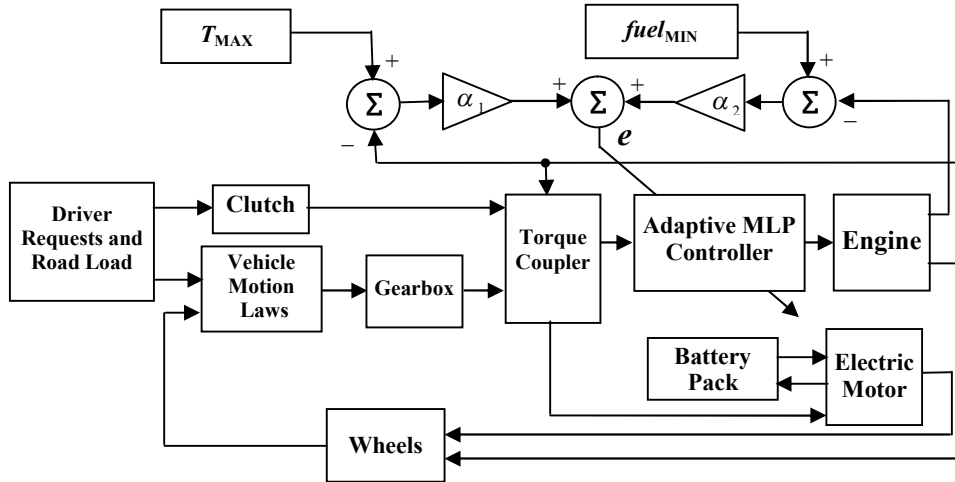 T_MAX
fuel_MIN
+
+
Σ
α₁
+
Σ
+
α₂
Σ
−
−
e
Driver
Requests and
Road Load
Clutch
Vehicle
Motion
Laws
Gearbox
Torque
Coupler
Adaptive MLP
Controller
Engine
Battery
Pack
Electric
Motor
Wheels